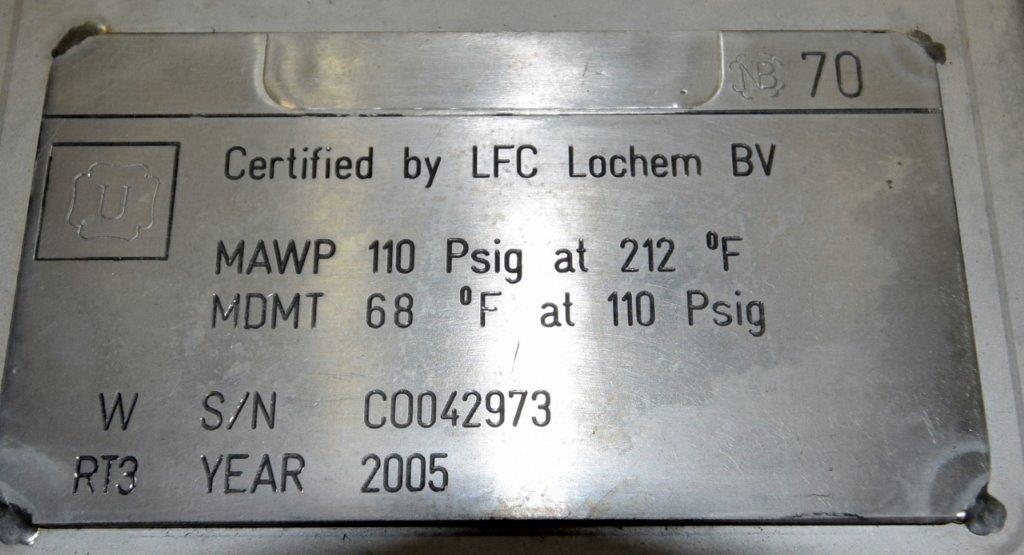 NB 70
U
Certified by LFC Lochem BV
MAWP 110 Psig at 212 °F
MDMT 68 °F at 110 Psig
W S/N C0042973
RT3 YEAR 2005